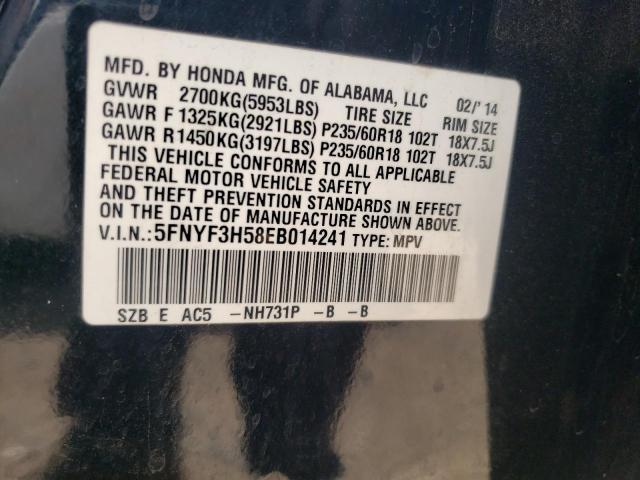 MFD. BY HONDA MFG. OF ALABAMA, LLC 02/' 14
GVWR 2700KG(5953LBS) TIRE SIZE RIM SIZE
GAWR F 1325KG(2921LBS) P235/60R18 102T 18X7.5J
GAWR R1450KG(3197LBS) P235/60R18 102T 18X7.5J
THIS VEHICLE CONFORMS TO ALL APPLICABLE
FEDERAL MOTOR VEHICLE SAFETY
AND THEFT PREVENTION STANDARDS IN EFFECT
ON THE DATE OF MANUFACTURE SHOWN ABOVE.
V.I.N.:5FNYF3H58EB014241 TYPE: MPV
SZB E AC5 -NH731P -B -B